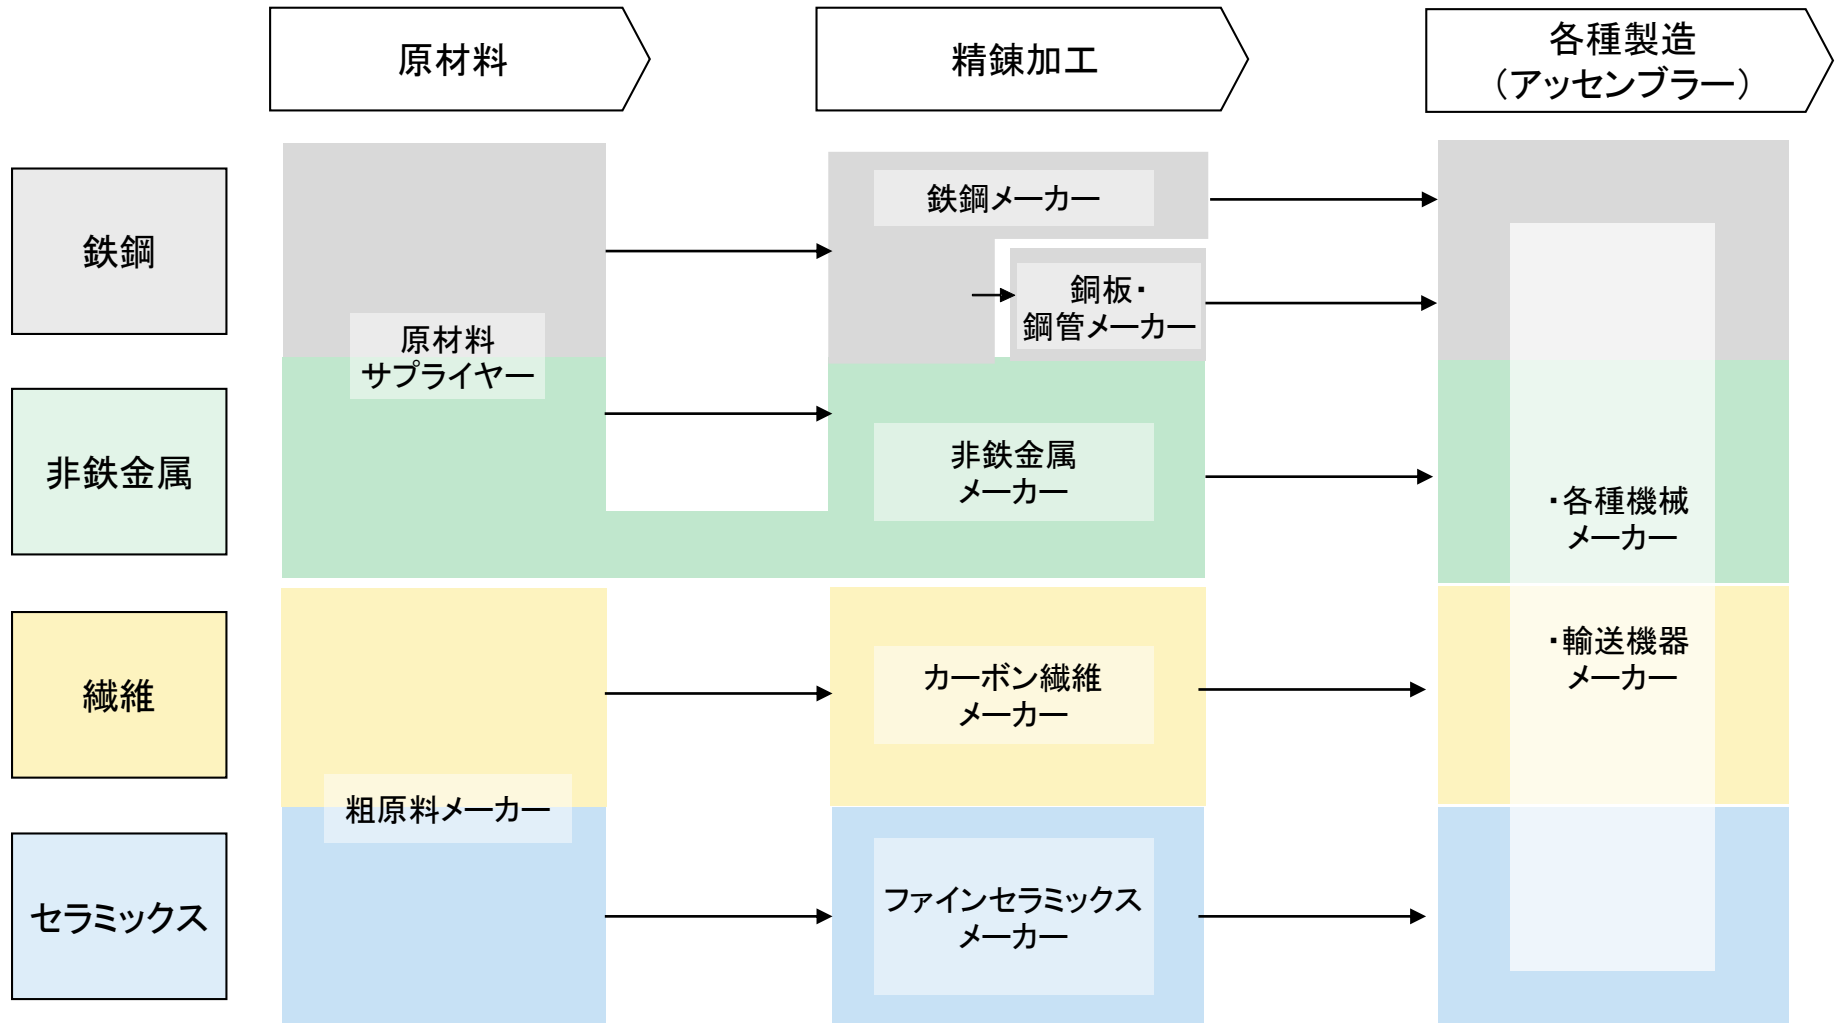 原材料
精錬加工
各種製造
（アッセンブラー）
鉄鋼
原材料
サプライヤー
鉄鋼メーカー
銅板・
鋼管メーカー
非鉄金属
非鉄金属
メーカー
・各種機械
メーカー
繊維
カーボン繊維
メーカー
・輸送機器
メーカー
粗原料メーカー
セラミックス
ファインセラミックス
メーカー